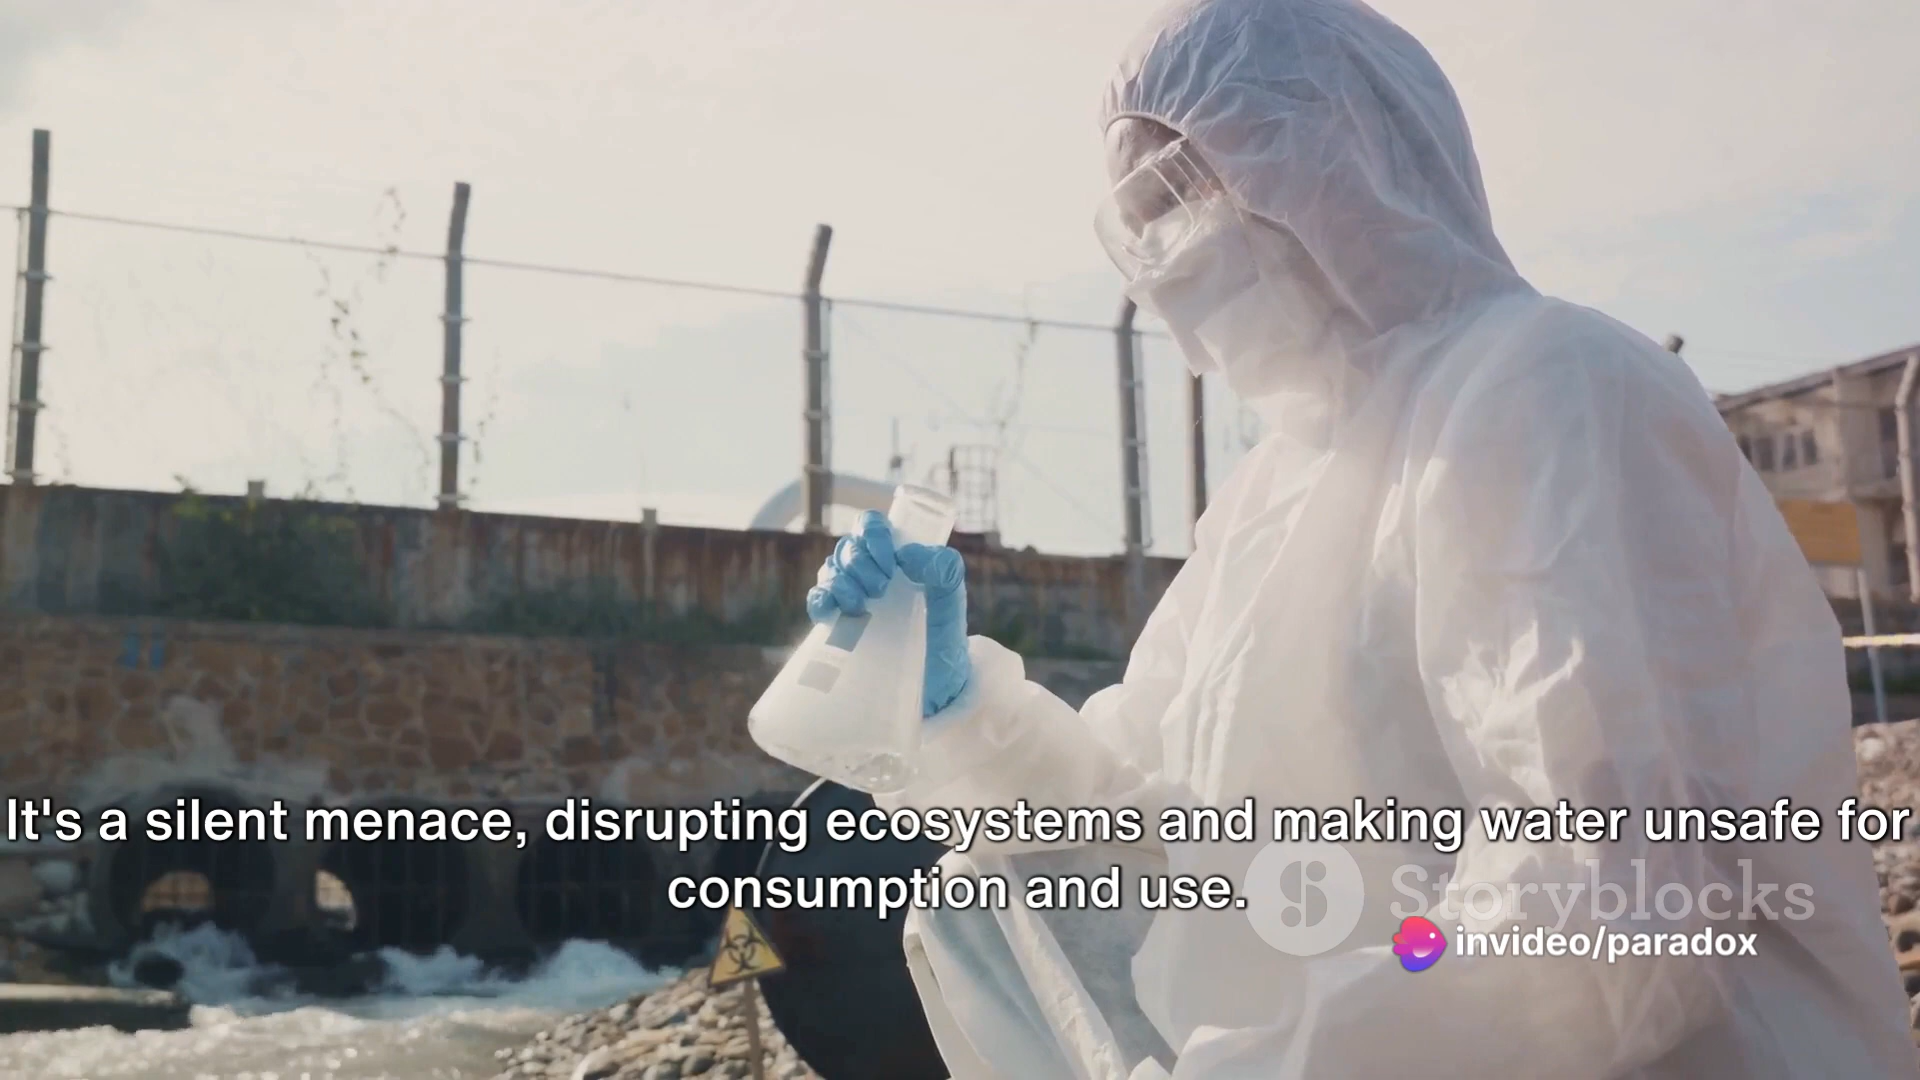 It's a silent menace, disrupting ecosystems and making water unsafe for
consumption and use.
Storyblocks
invideo/paradox